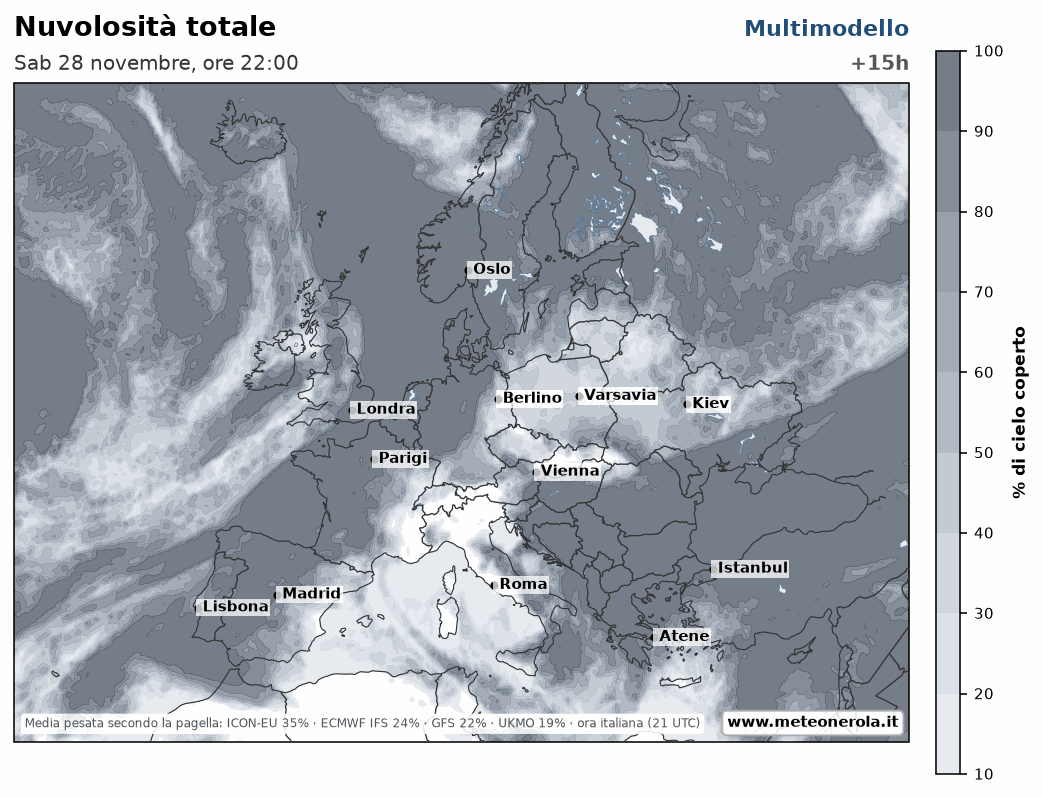 Nuvolosità totale
Multimodello
Sab 28 novembre, ore 22:00
+15h
100
90
80
70
60
50
40
30
20
10
% di cielo coperto
Oslo
Berlino
Varsavia
Kiev
Londra
Parigi
Vienna
Istanbul
Roma
Madrid
Lisbona
Atene
Media pesata secondo la pagella: ICON-EU 35% · ECMWF IFS 24% · GFS 22% · UKMO 19% · ora italiana (21 UTC)
www.meteonerola.it